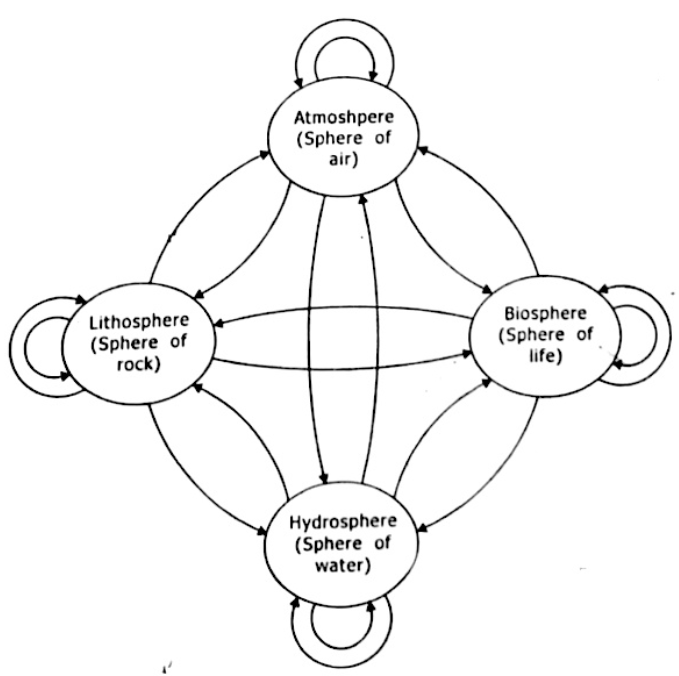 Atmoshpere
(Sphere of
air)
Lithosphere
(Sphere of
rock)
Biosphere
(Sphere of
life)
Hydrosphere
(Sphere of
water)